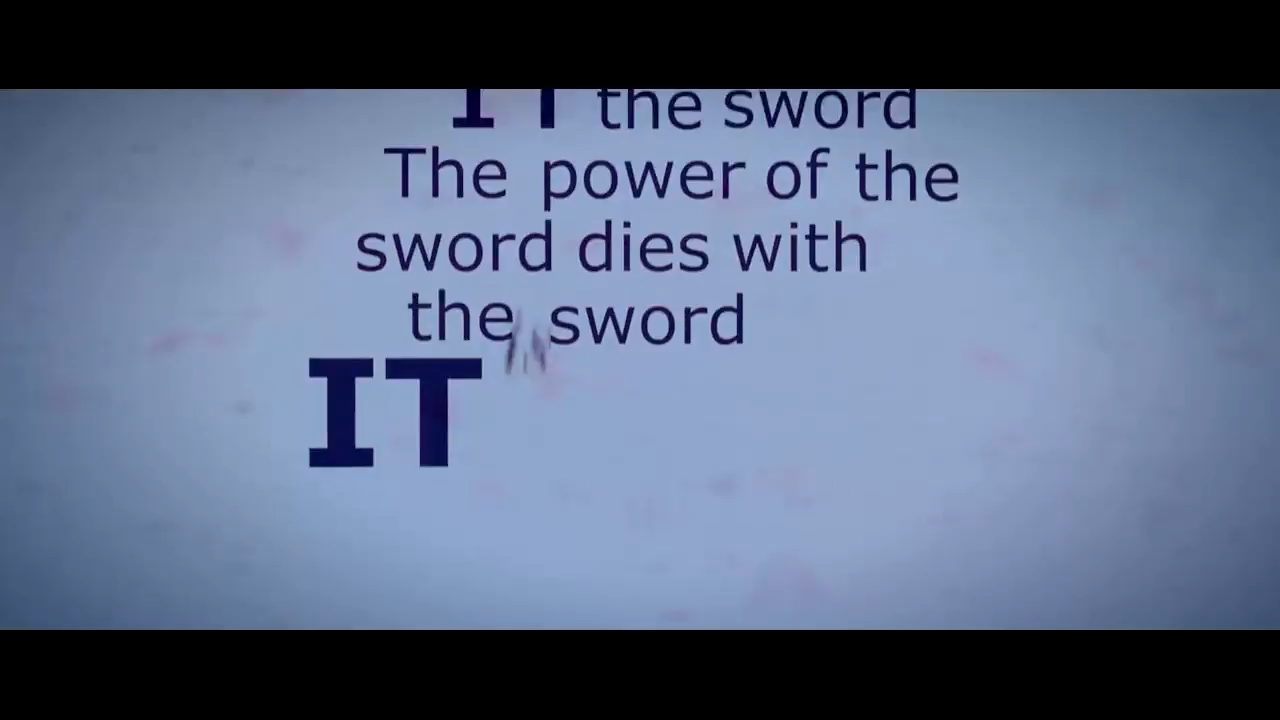 IT the sword
The power of the
sword dies with
the sword
IT